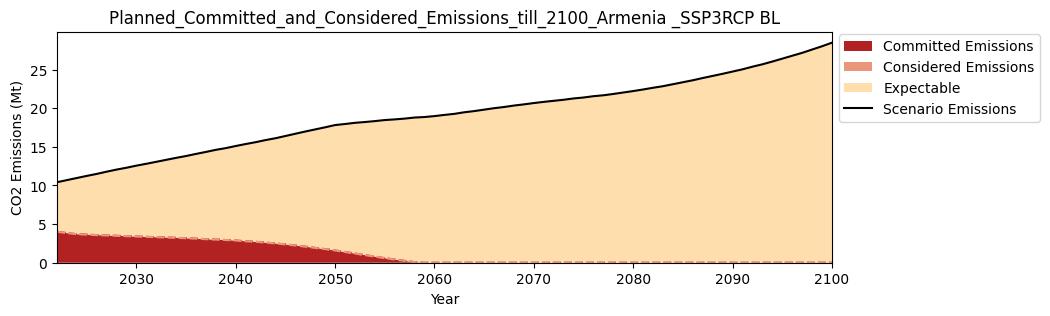 Planned_Committed_and_Considered_Emissions_till_2100_Armenia _SSP3RCP BL
Committed Emissions
Considered Emissions
Expectable
Scenario Emissions
CO2 Emissions (Mt)
25
20
15
10
5
0
2030 2040 2050 2060 2070 2080 2090 2100
Year